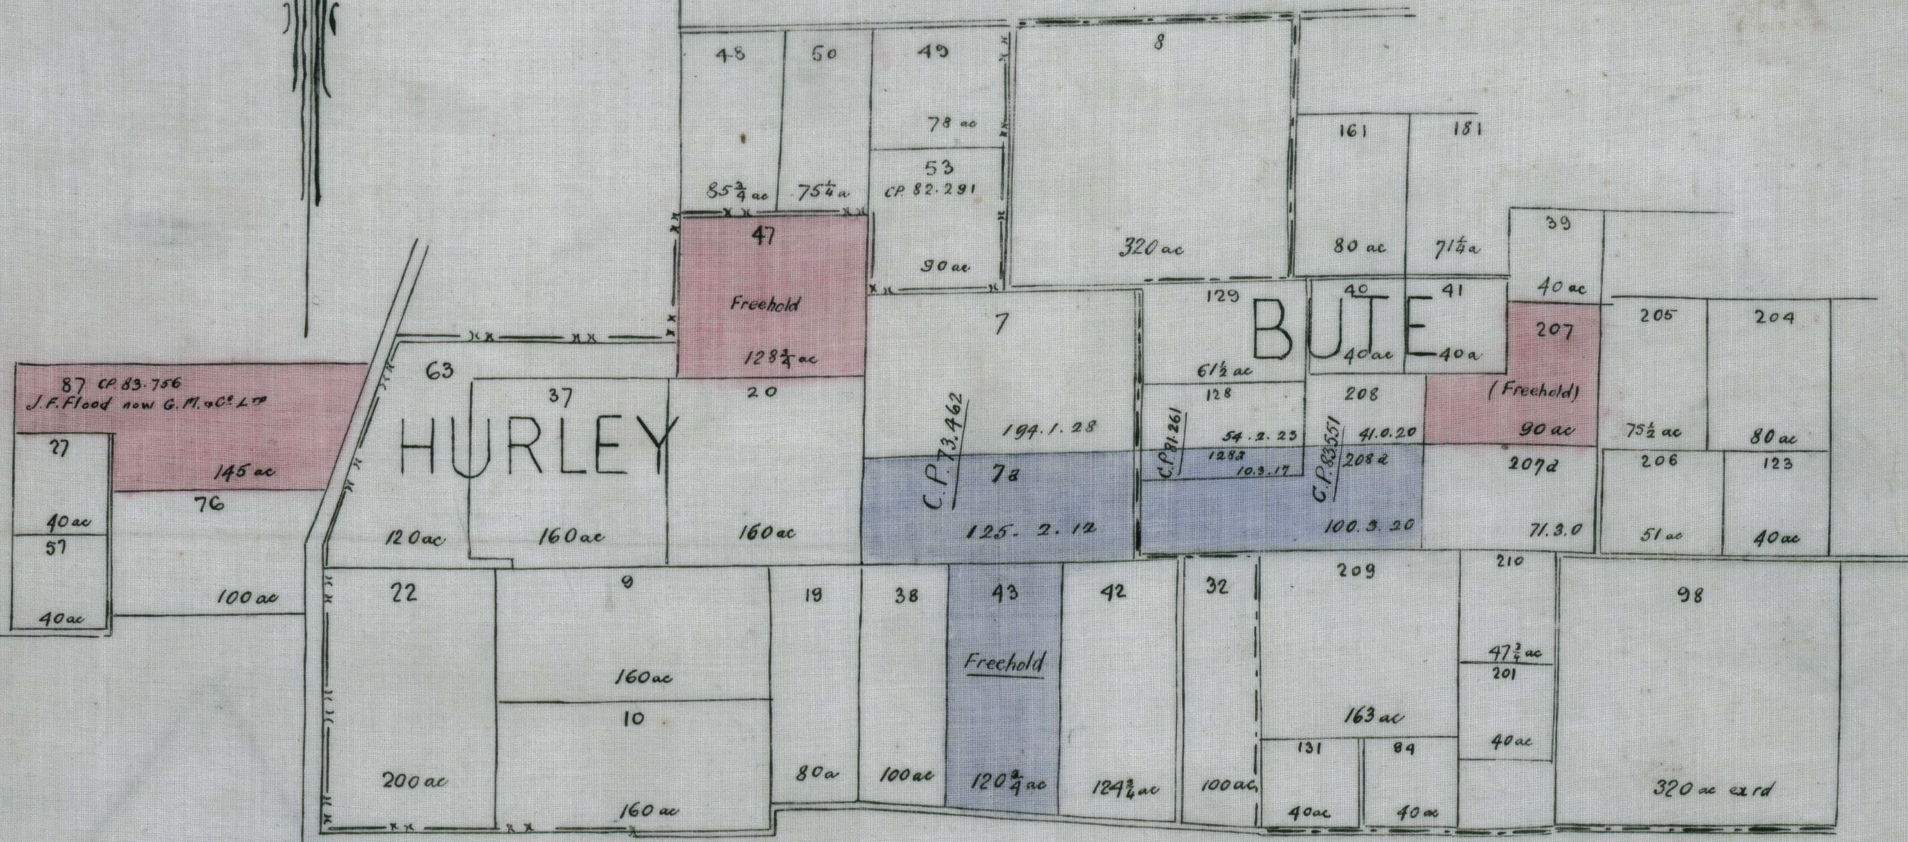 48
85¾ ac
50
75¼ a
49
78 ac
53
CP. 82.291
90 ac
8
320 ac
161
80 ac
181
71¼ a
39
40 ac
47
Freehold
128¾ ac
7
194.1.28
C.P. 73.462
7a
125. 2. 12
129
61½ ac
BUTE
40
40 ac
41
40 a
207
(Freehold)
90 ac
205
75½ ac
204
80 ac
128
54.2.23
C.P. 81.261
128a
10.3.17
208
41.0.20
C.P. 83.551
208a
100.3.20
207a
71.3.0
206
51 ac
123
40 ac
87 CP. 83.756
J.F. Flood now G.M. & Co Ltd
145 ac
27
40 ac
57
40 ac
76
100 ac
63
120 ac
HURLEY
37
160 ac
20
160 ac
22
200 ac
9
160 ac
10
160 ac
19
80 a
38
100 ac
43
Freehold
120¾ ac
42
124¾ ac
32
100 ac
209
163 ac
131
40 ac
94
40 ac
210
47¾ ac
201
40 ac
98
320 ac ex rd